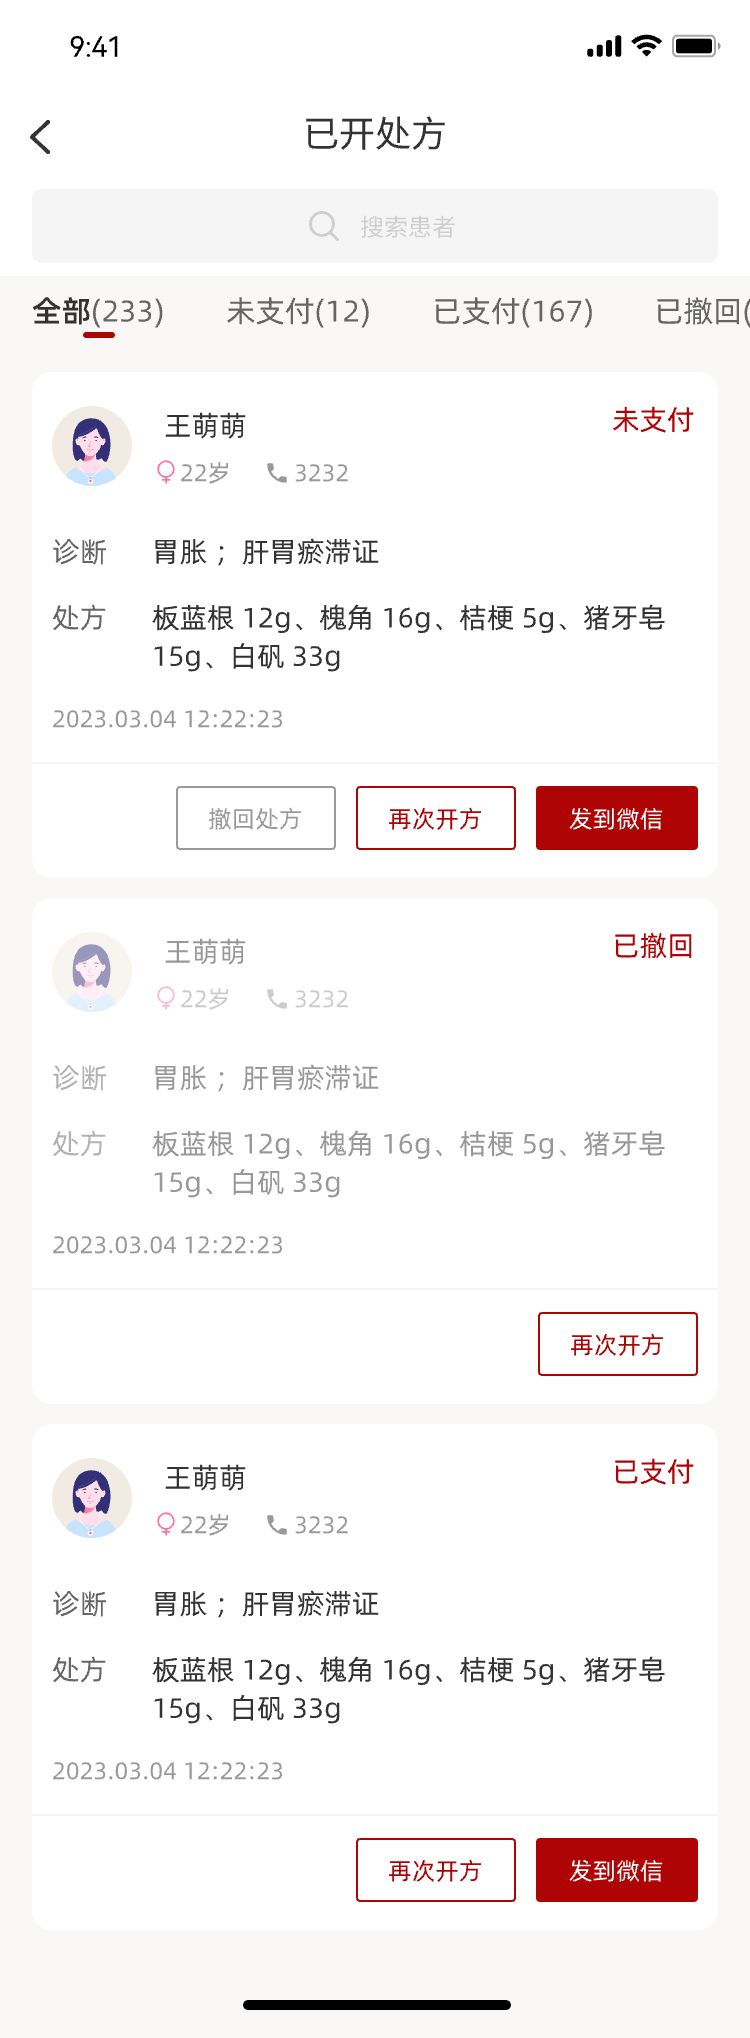 9:41
已开处方
搜索患者
全部(233) 未支付(12) 已支付(167) 已撤回(
王萌萌 未支付
22岁 3232
诊断 胃胀； 肝胃瘀滞证
处方 板蓝根 12g、槐角 16g、桔梗 5g、猪牙皂
15g、白矾 33g
2023.03.04 12:22:23
撤回处方 再次开方 发到微信
王萌萌 已撤回
22岁 3232
诊断 胃胀； 肝胃瘀滞证
处方 板蓝根 12g、槐角 16g、桔梗 5g、猪牙皂
15g、白矾 33g
2023.03.04 12:22:23
再次开方
王萌萌 已支付
22岁 3232
诊断 胃胀； 肝胃瘀滞证
处方 板蓝根 12g、槐角 16g、桔梗 5g、猪牙皂
15g、白矾 33g
2023.03.04 12:22:23
再次开方 发到微信